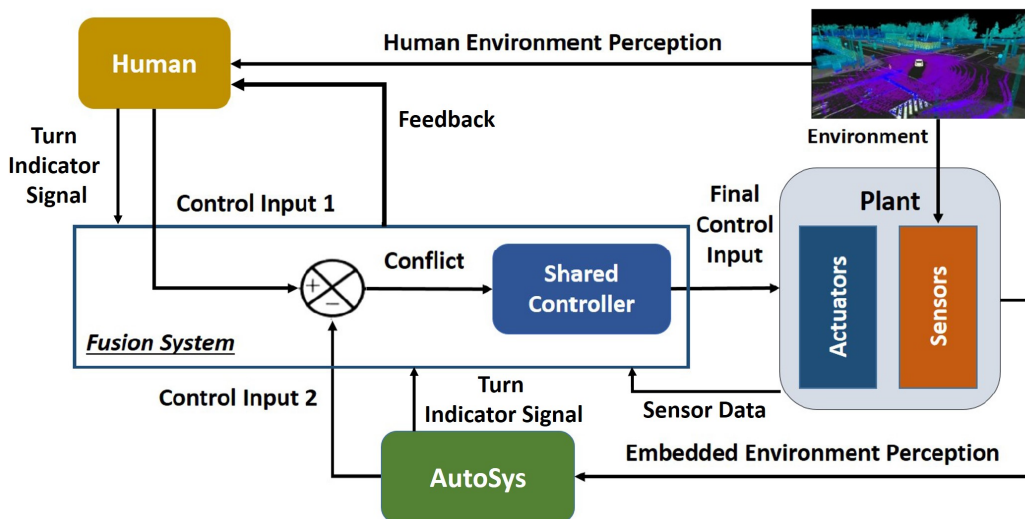 Human
Human Environment Perception
Feedback
Turn
Indicator
Signal
Environment
Control Input 1
Final
Control
Input
Plant
Actuators
Sensors
+
Conflict
Shared
Controller
−
Fusion System
Control Input 2
Turn
Indicator Signal
Sensor Data
AutoSys
Embedded Environment Perception